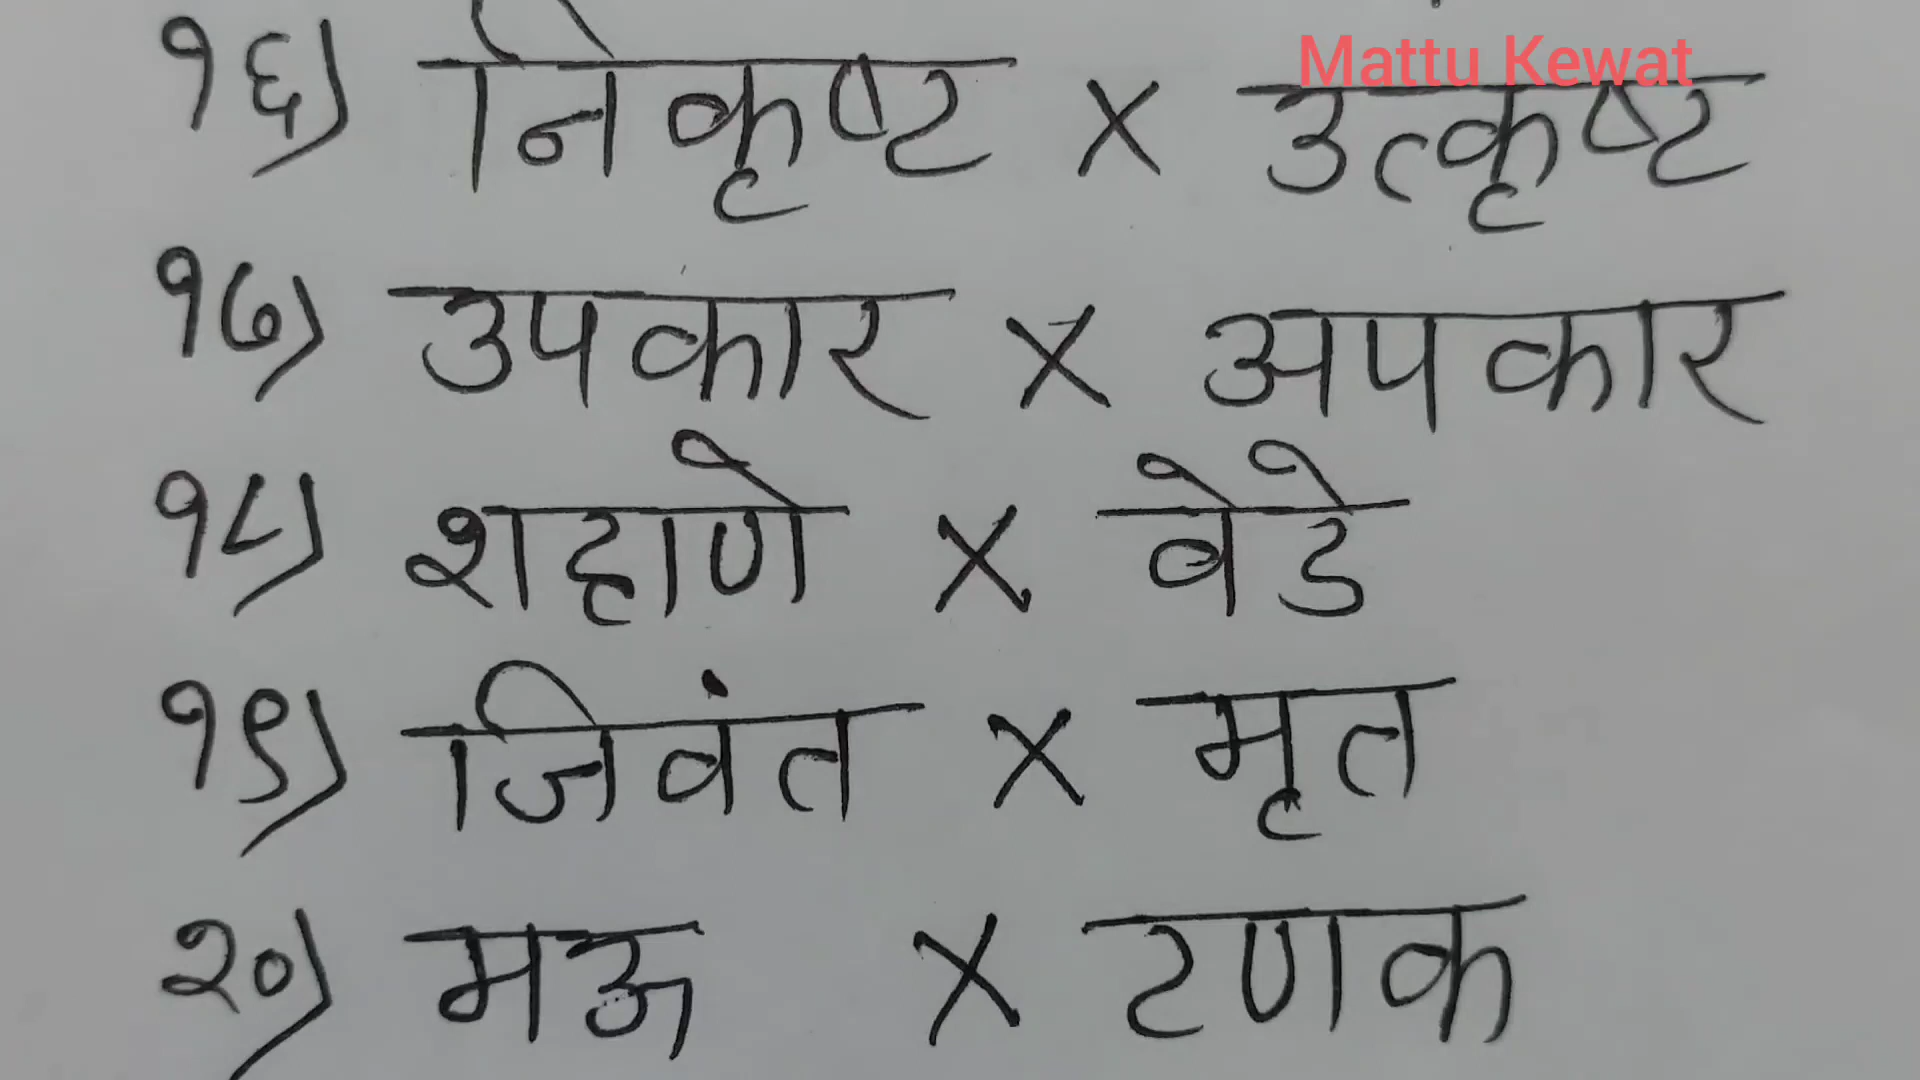 Mattu Kewat
१६) निकृष्ट x उत्कृष्ट
१७) उपकार x अपकार
१८) शहाणे x वेडे
१९) जिवंत x मृत
२०) मऊ x टणक